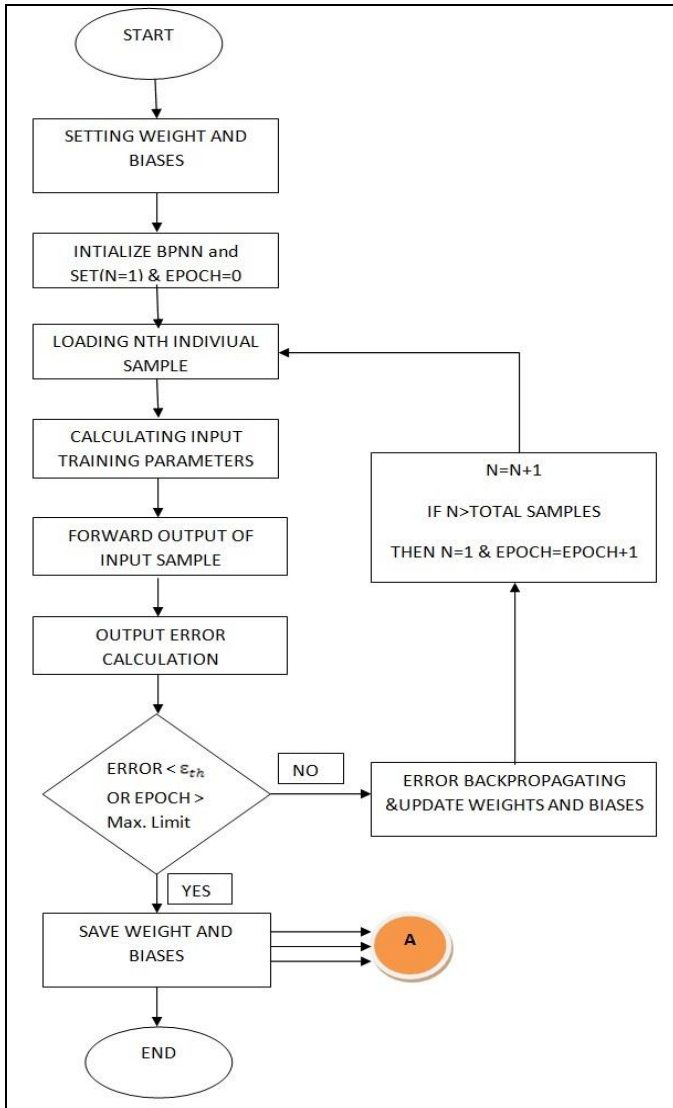 START
SETTING WEIGHT AND
BIASES
INTIALIZE BPNN and
SET(N=1) & EPOCH=0
LOADING NTH INDIVIUAL
SAMPLE
CALCULATING INPUT
TRAINING PARAMETERS
FORWARD OUTPUT OF
INPUT SAMPLE
OUTPUT ERROR
CALCULATION
ERROR < εth
OR EPOCH >
Max. Limit
NO
ERROR BACKPROPAGATING
&UPDATE WEIGHTS AND BIASES
N=N+1
IF N>TOTAL SAMPLES
THEN N=1 & EPOCH=EPOCH+1
YES
SAVE WEIGHT AND
BIASES
A
END